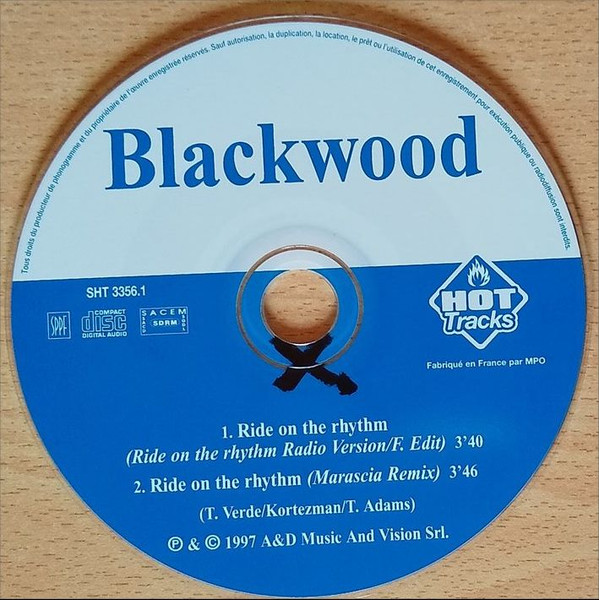 Tous droits du producteur de phonogramme et du propriétaire de l'œuvre enregistrée réservés. Sauf autorisation, la duplication, la location, le prêt ou l'utilisation de cet enregistrement pour exécution publique ou radiodiffusion sont interdits.
Blackwood
SHT 3356.1
SPPF
COMPACT
disc
DIGITAL AUDIO
SACEM
SDRM
HOT
Tracks
Fabriqué en France par MPO
1. Ride on the rhythm
(Ride on the rhythm Radio Version/F. Edit) 3'40
2. Ride on the rhythm (Marascia Remix) 3'46
(T. Verde/Kortezman/T. Adams)
℗ & © 1997 A&D Music And Vision Srl.